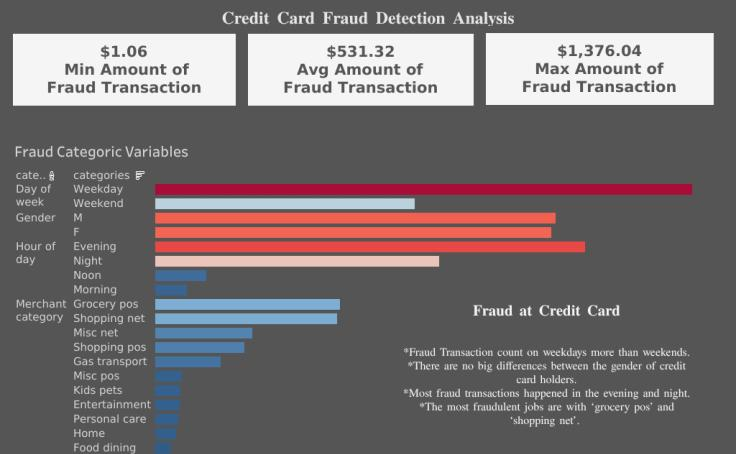 Credit Card Fraud Detection Analysis
$1.06
Min Amount of
Fraud Transaction
$531.32
Avg Amount of
Fraud Transaction
$1,376.04
Max Amount of
Fraud Transaction
Fraud Categoric Variables
cate.. categories
Day of week Weekday
Weekend
Gender M
F
Hour of day Evening
Night
Noon
Morning
Merchant category Grocery pos
Shopping net
Misc net
Shopping pos
Gas transport
Misc pos
Kids pets
Entertainment
Personal care
Home
Food dining
Fraud at Credit Card
*Fraud Transaction count on weekdays more than weekends.
*There are no big differences between the gender of credit
card holders.
*Most fraud transactions happened in the evening and night.
*The most fraudulent jobs are with ‘grocery pos’ and
‘shopping net’.